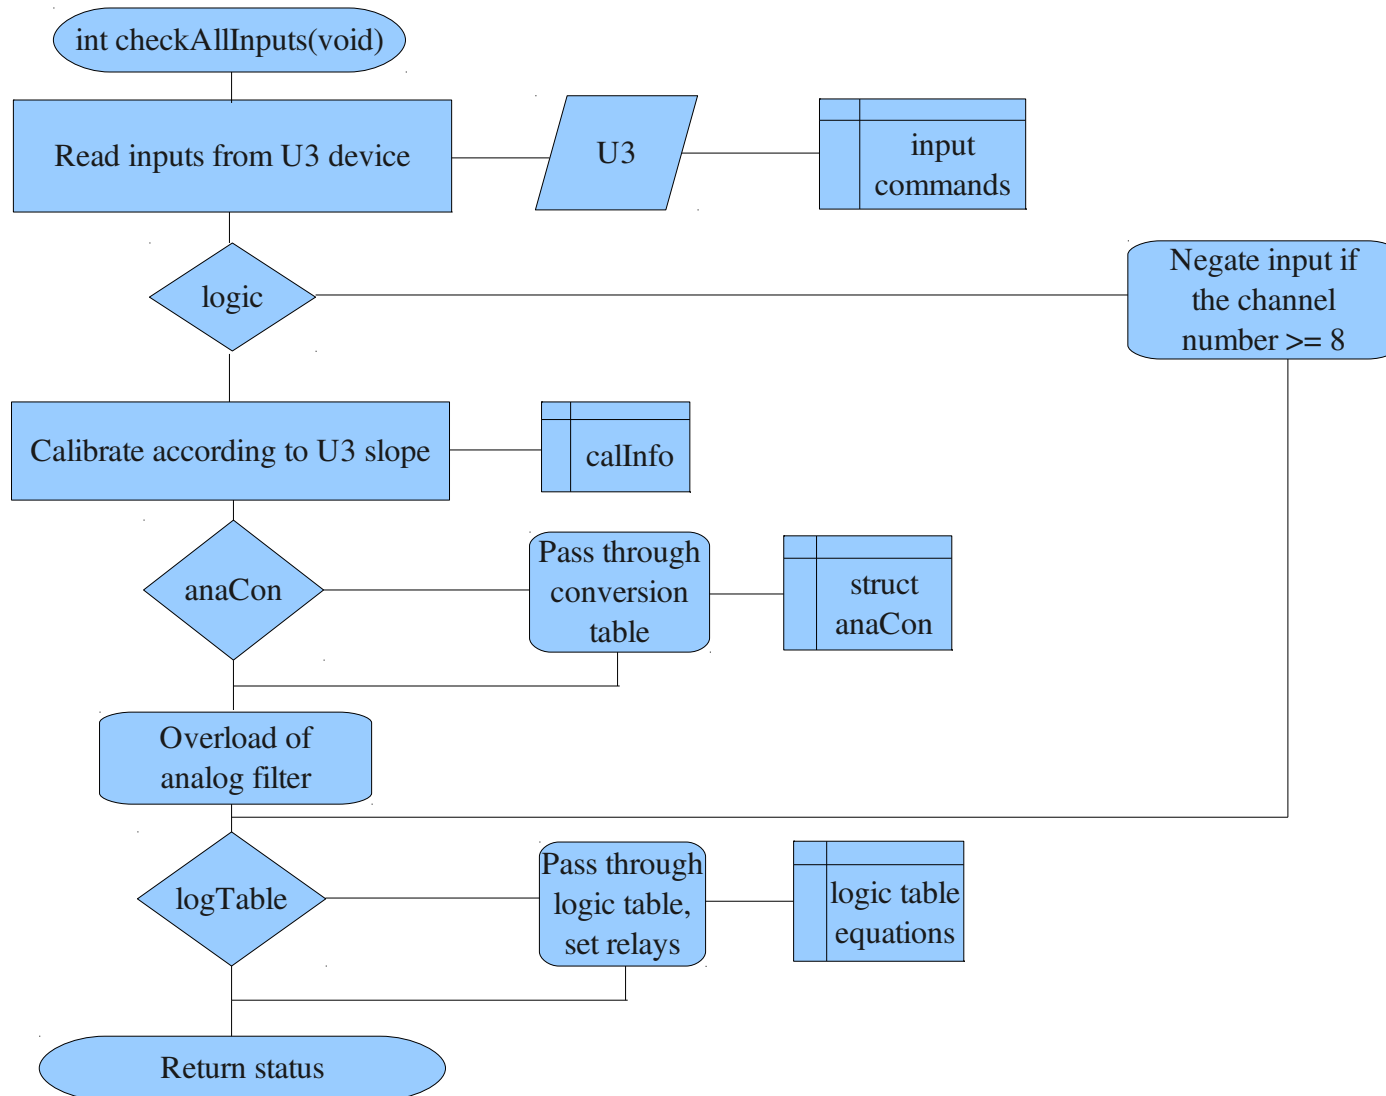 int checkAllInputs(void)
Read inputs from U3 device
U3
input
commands
logic
Negate input if
the channel
number >= 8
Calibrate according to U3 slope
calInfo
anaCon
Pass through
conversion
table
struct
anaCon
Overload of
analog filter
logTable
Pass through
logic table,
set relays
logic table
equations
Return status